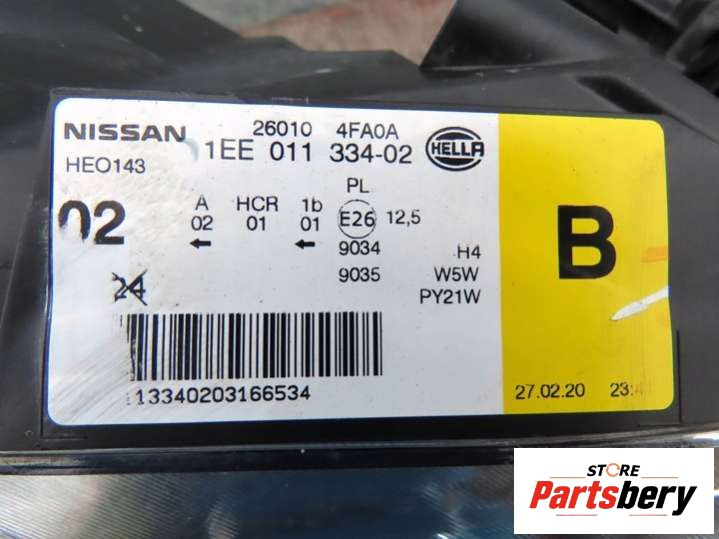 NISSAN 26010 4FA0A
HEO143 1EE 011 334-02 HELLA
PL
02 A HCR 1b E26 12,5
02 01 01
9034 H4
9035 W5W
24 PY21W
B
13340203166534
27.02.20
STORE
Partsbery